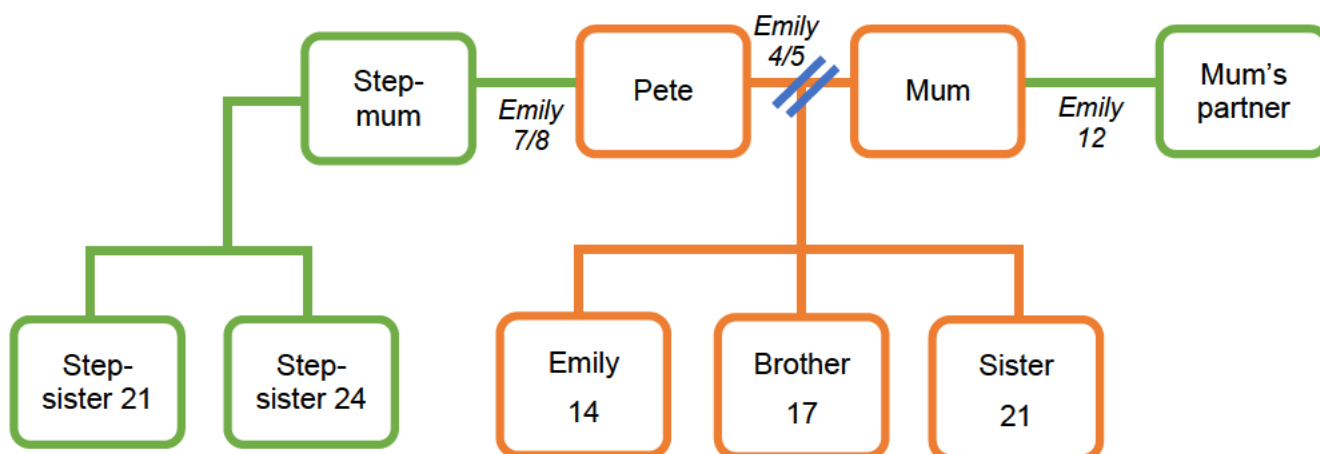 Emily
4/5
Step-
mum
Pete
Mum
Mum's
partner
Emily
7/8
Emily
12
Step-
sister 21
Step-
sister 24
Emily
14
Brother
17
Sister
21